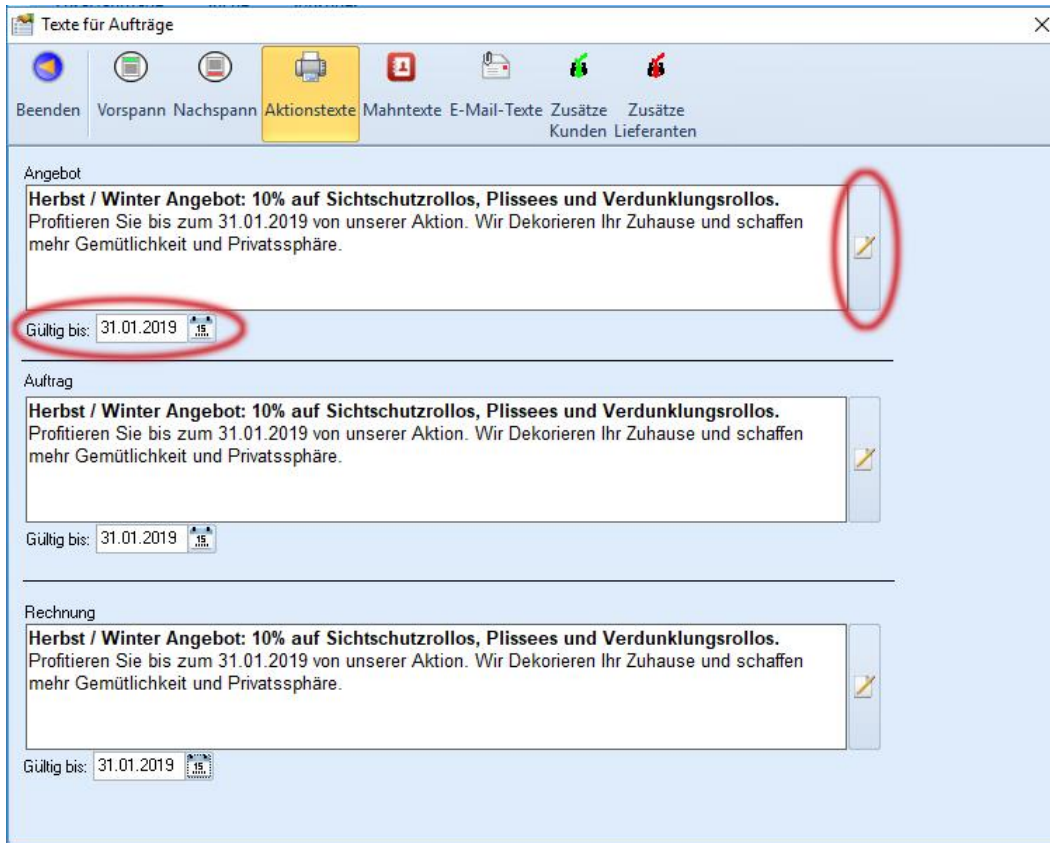 Texte für Aufträge
Beenden Vorspann Nachspann Aktionstexte Mahntexte E-Mail-Texte Zusätze Kunden Zusätze Lieferanten
Angebot
Herbst / Winter Angebot: 10% auf Sichtschutzrollos, Plissees und Verdunklungsrollos.
Profitieren Sie bis zum 31.01.2019 von unserer Aktion. Wir Dekorieren Ihr Zuhause und schaffen
mehr Gemütlichkeit und Privatssphäre.
Gültig bis: 31.01.2019 15
Auftrag
Herbst / Winter Angebot: 10% auf Sichtschutzrollos, Plissees und Verdunklungsrollos.
Profitieren Sie bis zum 31.01.2019 von unserer Aktion. Wir Dekorieren Ihr Zuhause und schaffen
mehr Gemütlichkeit und Privatssphäre.
Gültig bis: 31.01.2019 15
Rechnung
Herbst / Winter Angebot: 10% auf Sichtschutzrollos, Plissees und Verdunklungsrollos.
Profitieren Sie bis zum 31.01.2019 von unserer Aktion. Wir Dekorieren Ihr Zuhause und schaffen
mehr Gemütlichkeit und Privatssphäre.
Gültig bis: 31.01.2019 15